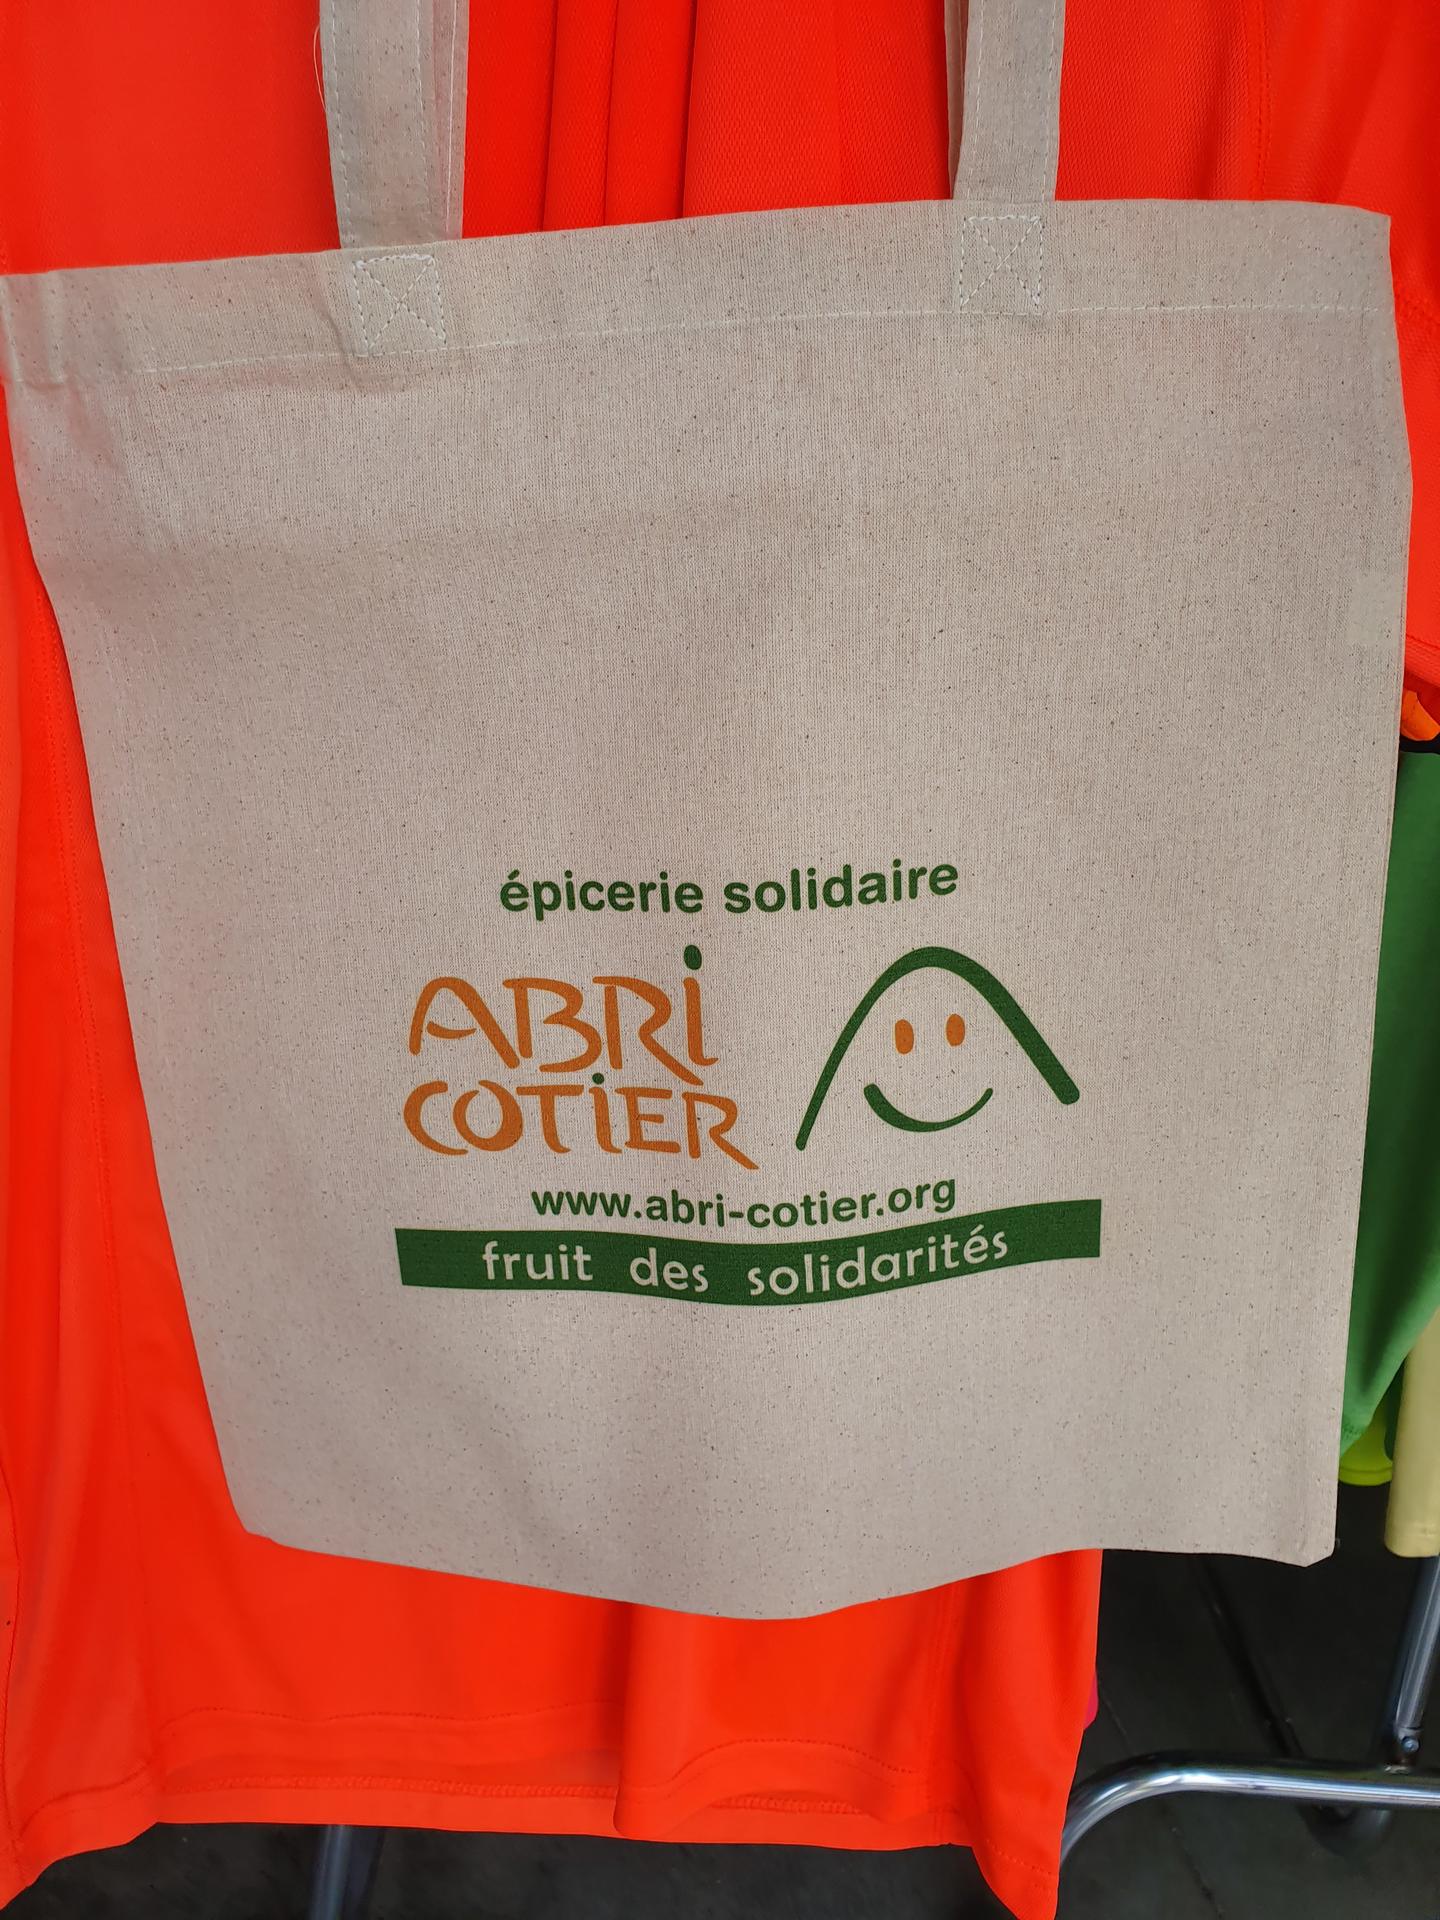 épicerie solidaire
ABRi
COTiER
www.abri-cotier.org
fruit des solidarités